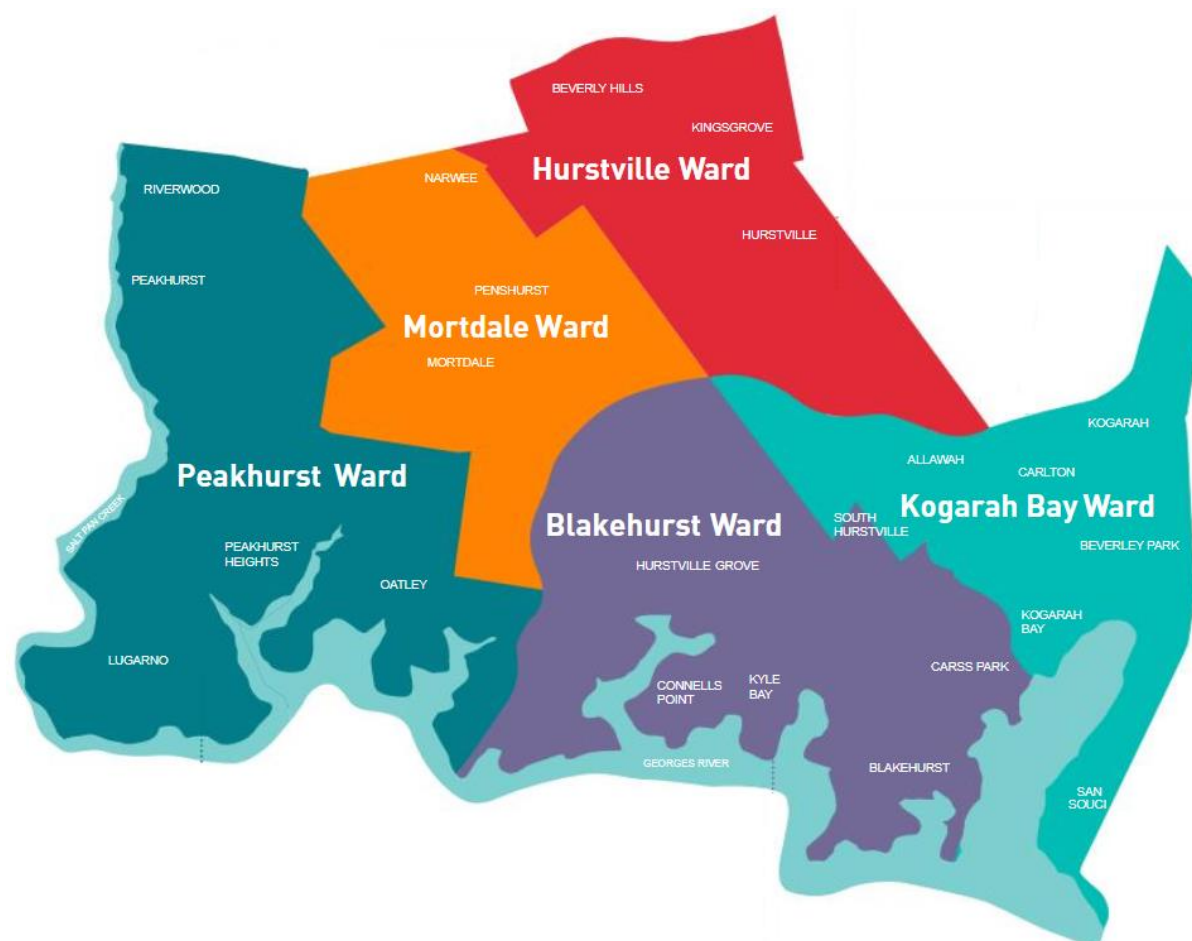 BEVERLY HILLS
KINGSGROVE
Hurstville Ward
NARWEE
RIVERWOOD
HURSTVILLE
PEAKHURST
PENSHURST
Mortdale Ward
MORTDALE
KOGARAH
ALLAWAH
CARLTON
Peakhurst Ward
Kogarah Bay Ward
SALT PAN CREEK
Blakehurst Ward
SOUTH
HURSTVILLE
BEVERLEY PARK
PEAKHURST
HEIGHTS
HURSTVILLE GROVE
OATLEY
KOGARAH
BAY
LUGARNO
CARSS PARK
CONNELLS
POINT
KYLE
BAY
GEORGES RIVER
BLAKEHURST
SAN
SOUCI